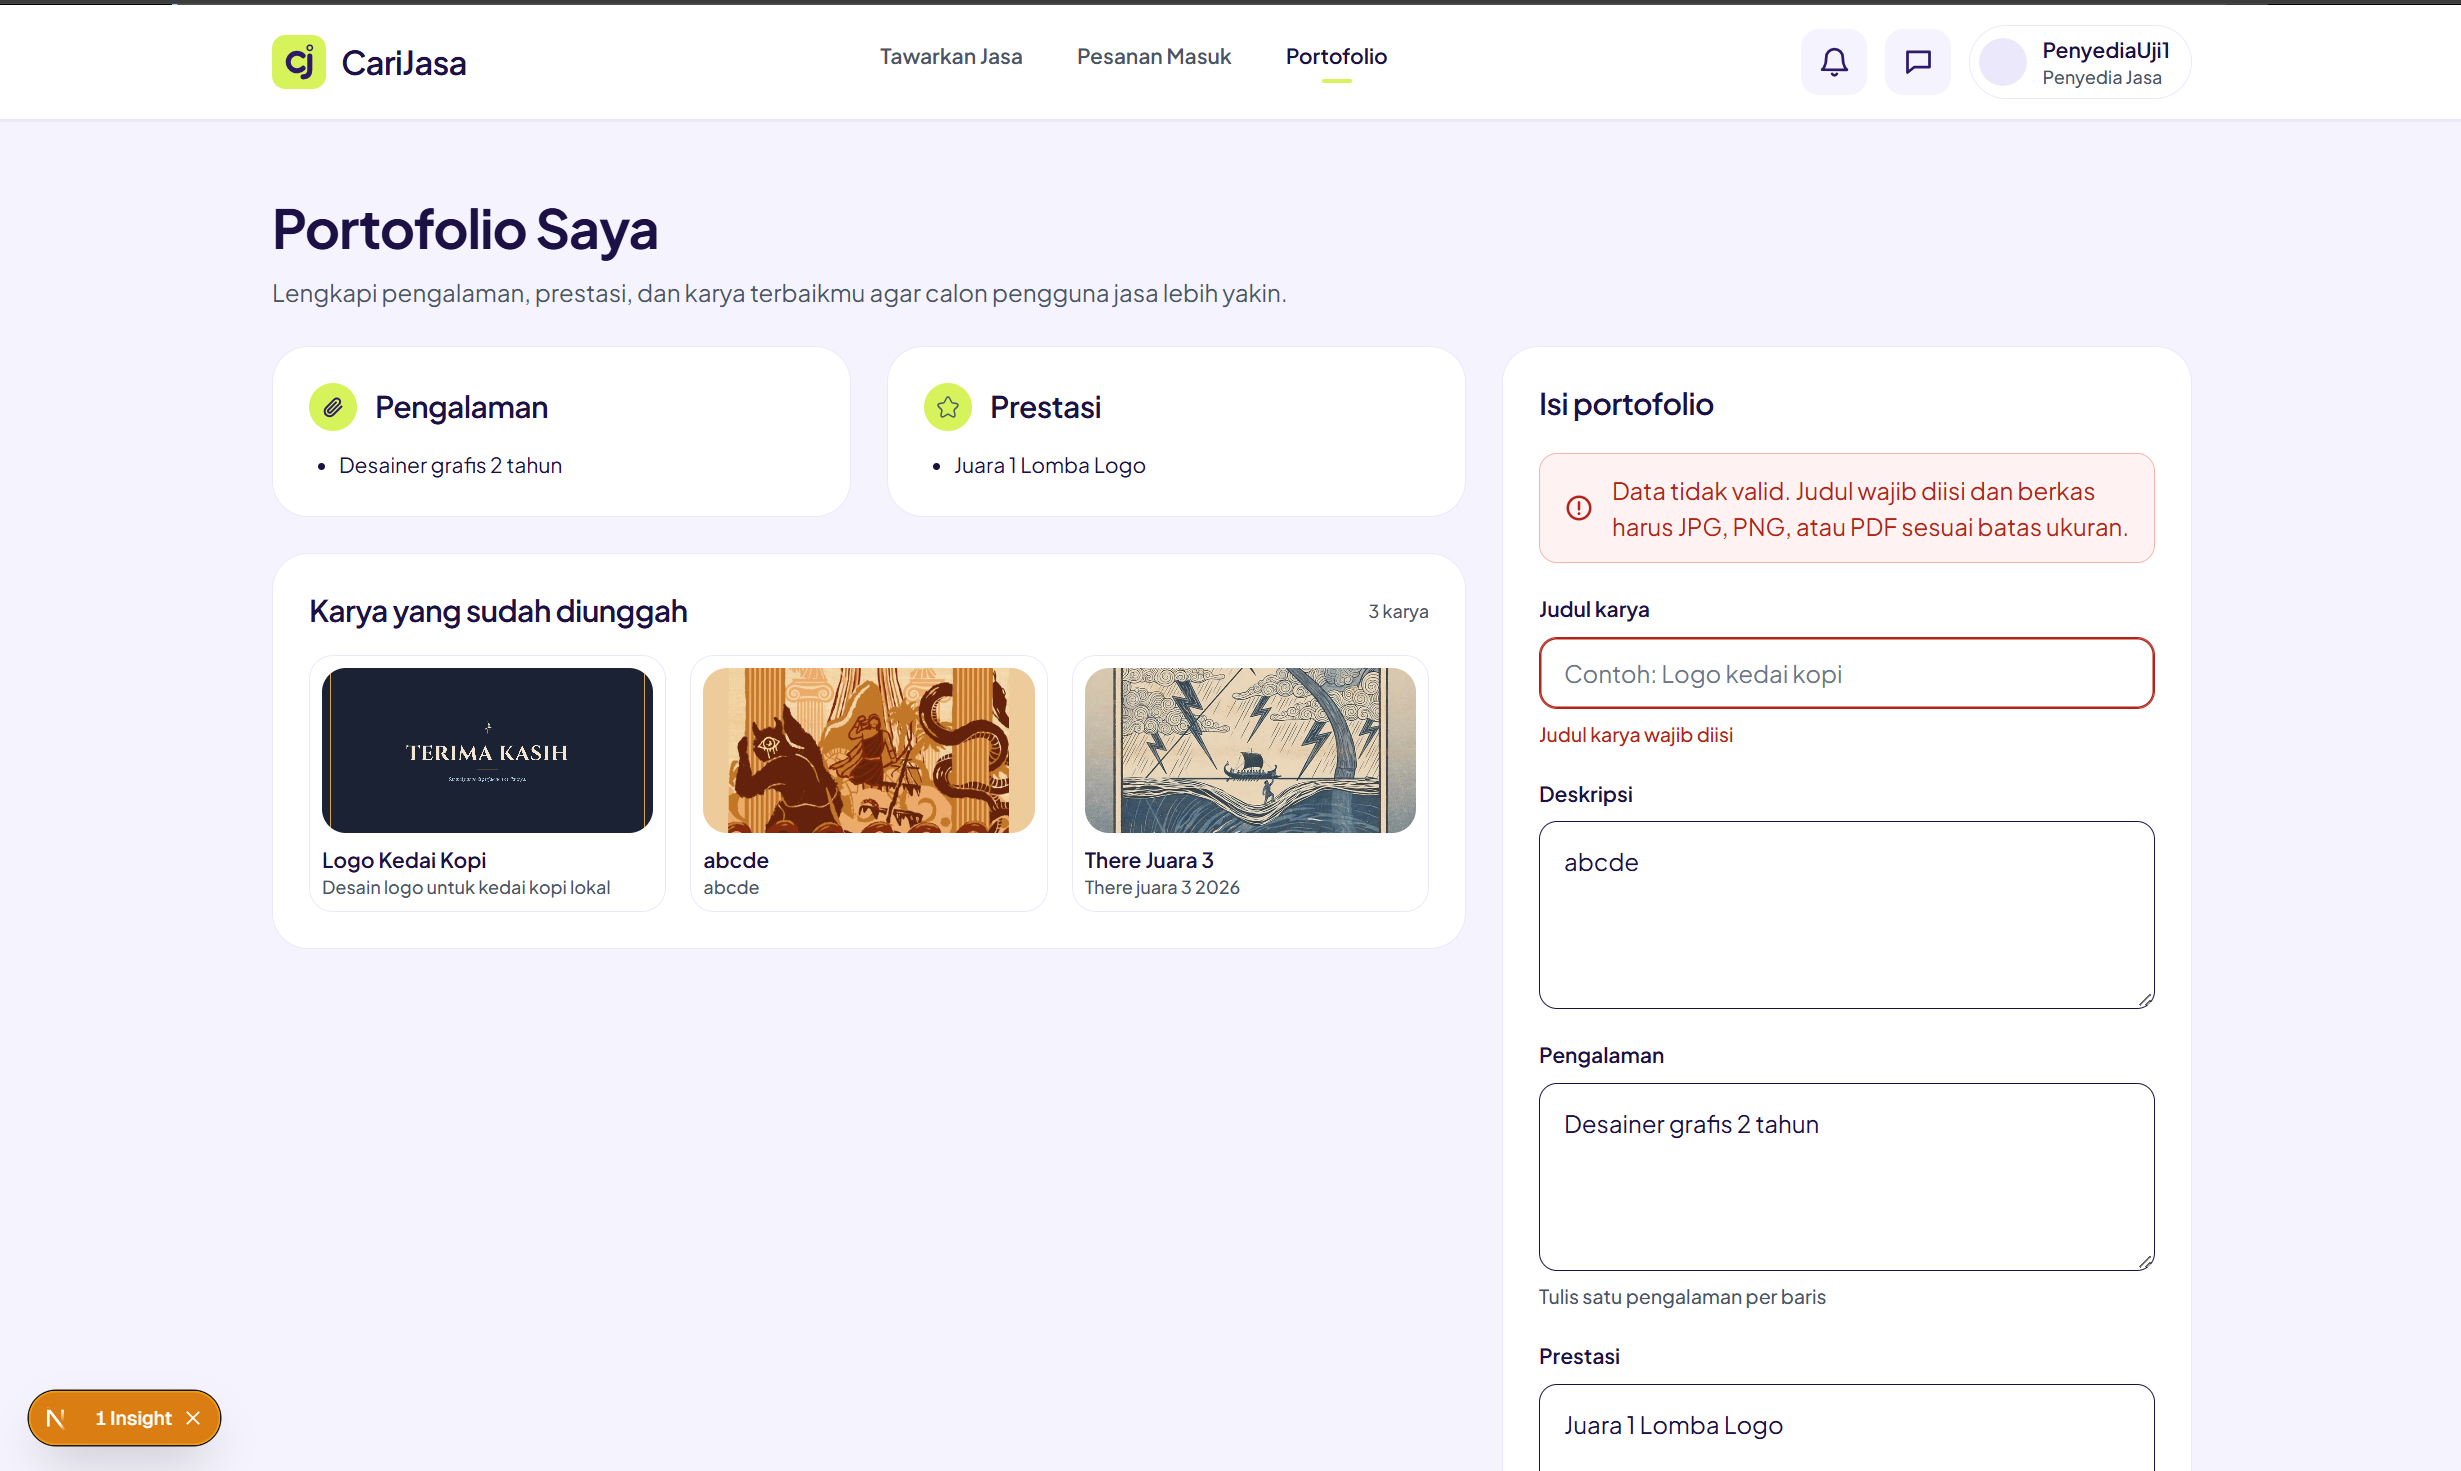 CariJasa
Tawarkan Jasa
Pesanan Masuk
Portofolio
PenyediaUji1
Penyedia Jasa
Portofolio Saya
Lengkapi pengalaman, prestasi, dan karya terbaikmu agar calon pengguna jasa lebih yakin.
Pengalaman
Desainer grafis 2 tahun
Prestasi
Juara 1 Lomba Logo
Karya yang sudah diunggah
3 karya
TERIMA KASIH
Logo Kedai Kopi
Desain logo untuk kedai kopi lokal
abcde
abcde
There Juara 3
There juara 3 2026
Isi portofolio
Data tidak valid. Judul wajib diisi dan berkas
harus JPG, PNG, atau PDF sesuai batas ukuran.
Judul karya
Contoh: Logo kedai kopi
Judul karya wajib diisi
Deskripsi
abcde
Pengalaman
Desainer grafis 2 tahun
Tulis satu pengalaman per baris
Prestasi
Juara 1 Lomba Logo
N
1 Insight